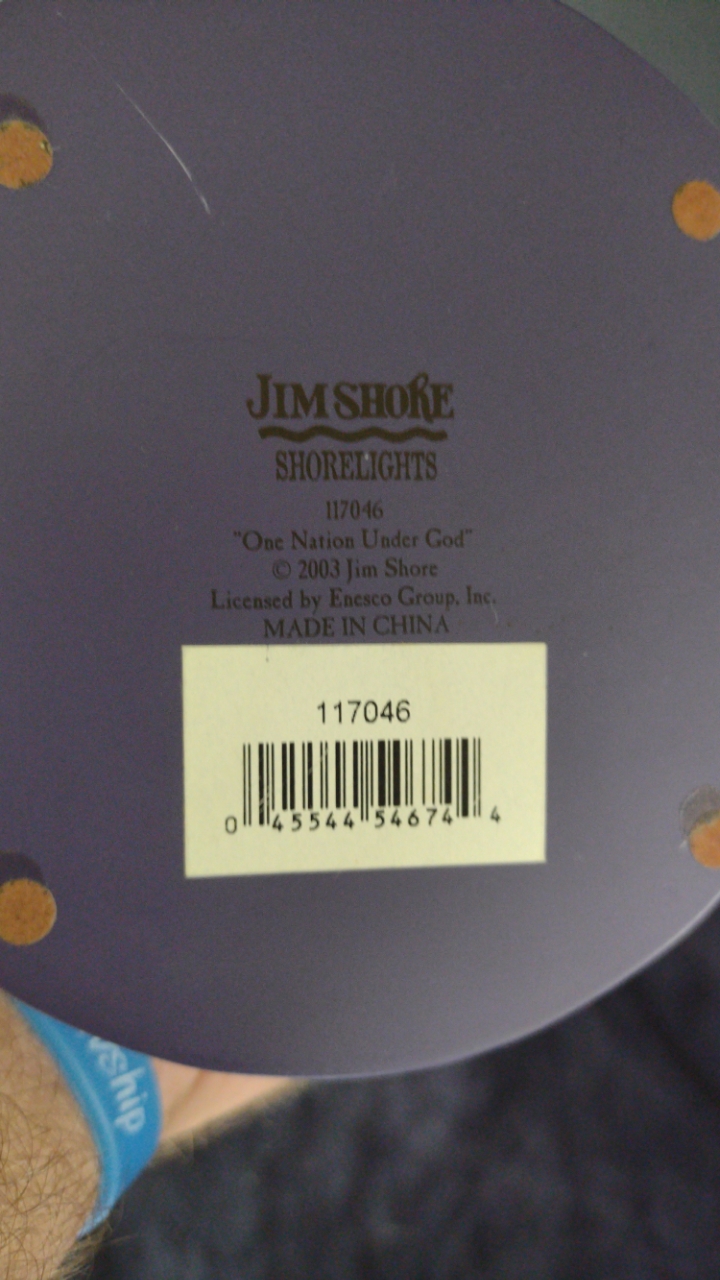 JIM SHORE
SHORELIGHTS
117046
"One Nation Under God"
© 2003 Jim Shore
Licensed by Enesco Group, Inc.
MADE IN CHINA
117046
0 45544 54674 4